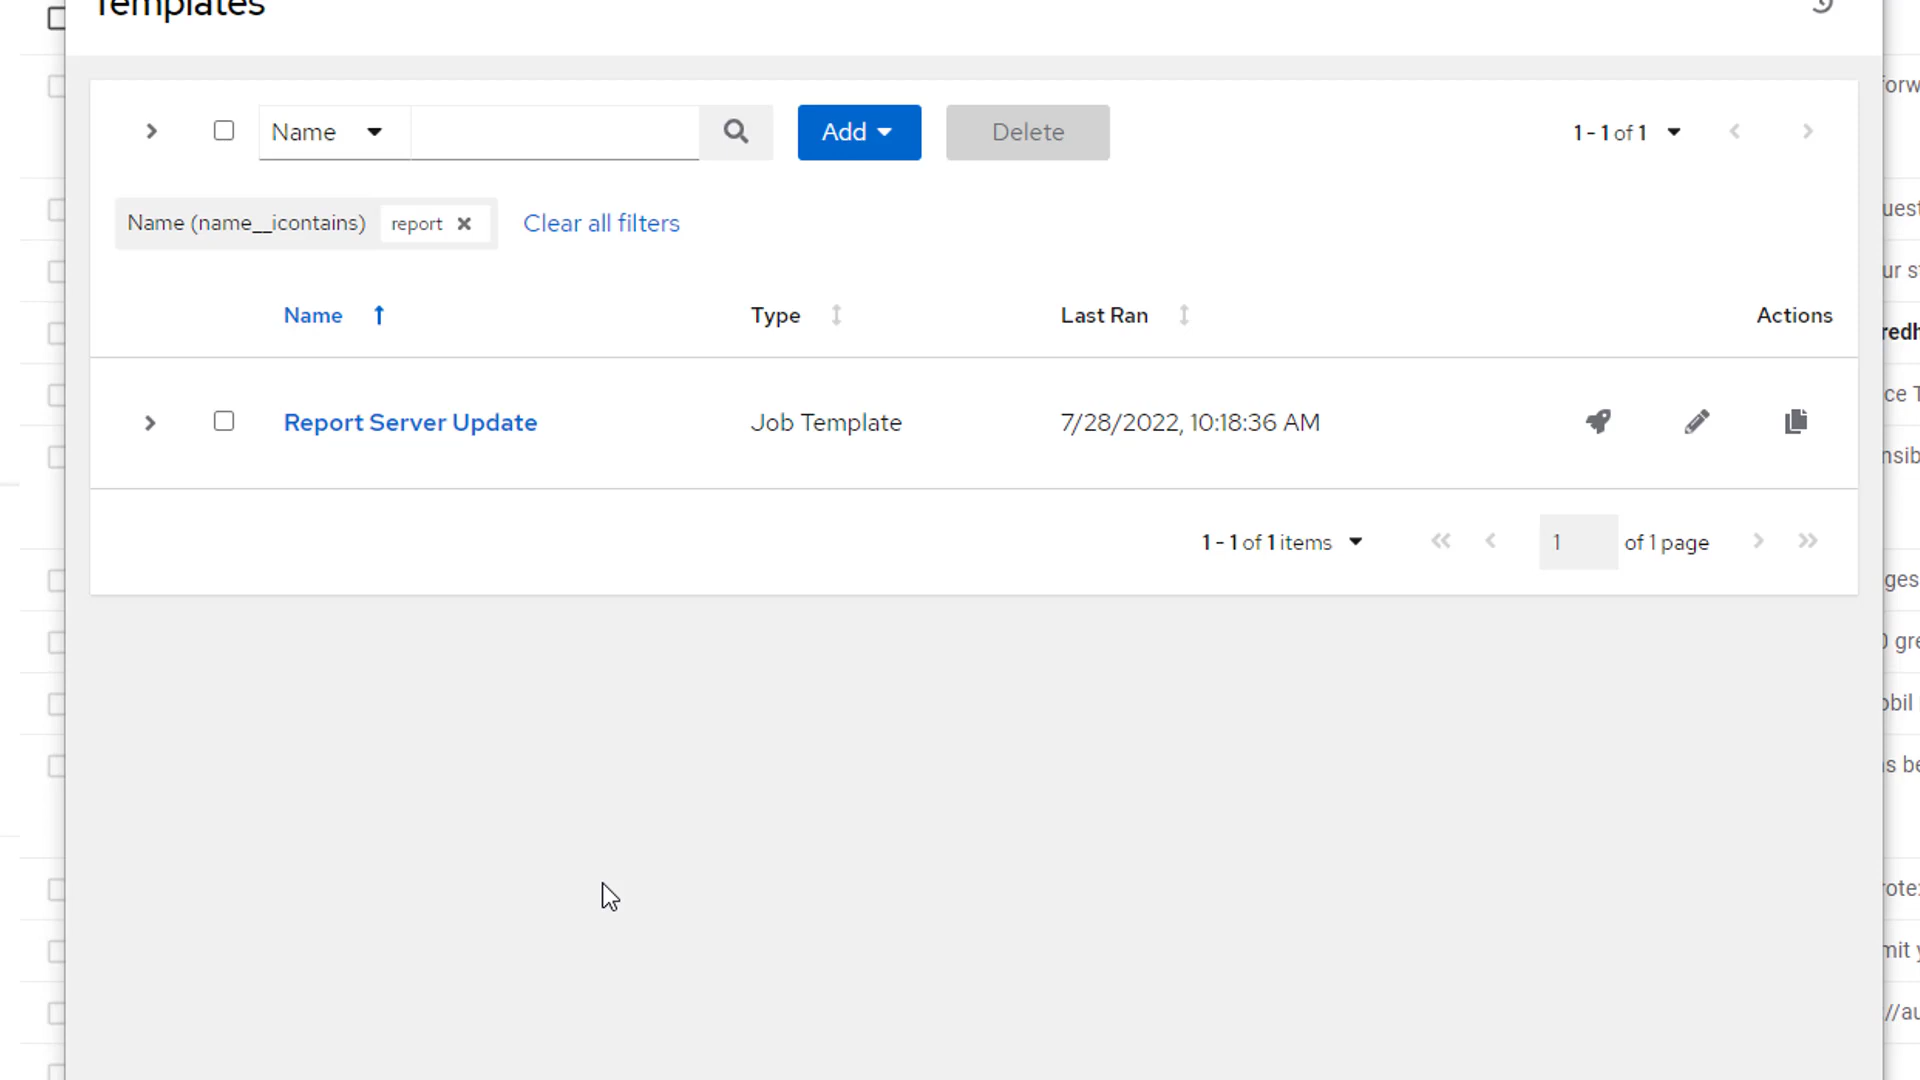 Templates
Name
Add
Delete
1 - 1 of 1
Name (name__icontains)
report
Clear all filters
Name
Type
Last Ran
Actions
Report Server Update
Job Template
7/28/2022, 10:18:36 AM
1 - 1 of 1 items
1
of 1 page